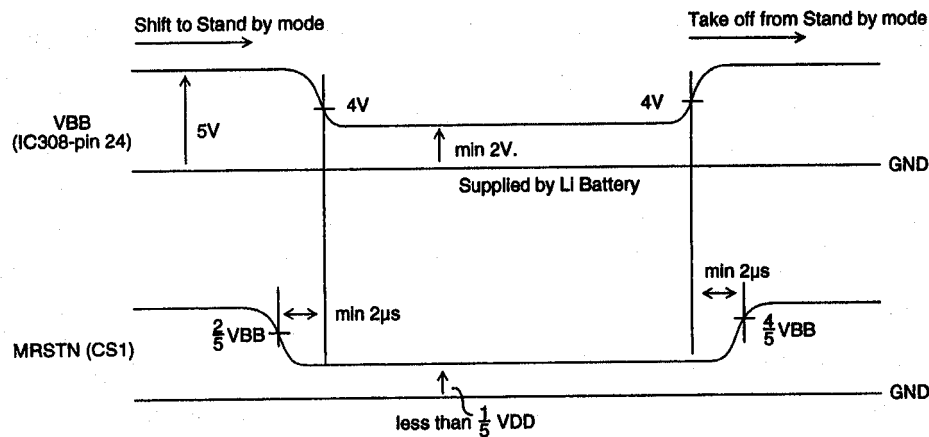 Shift to Stand by mode
Take off from Stand by mode
4V
4V
VBB
(IC308-pin 24)
5V
min 2V.
GND
Supplied by Li Battery
min 2µs
min 2µs
2/5 VBB
4/5 VBB
MRSTN (CS1)
GND
less than 1/5 VDD